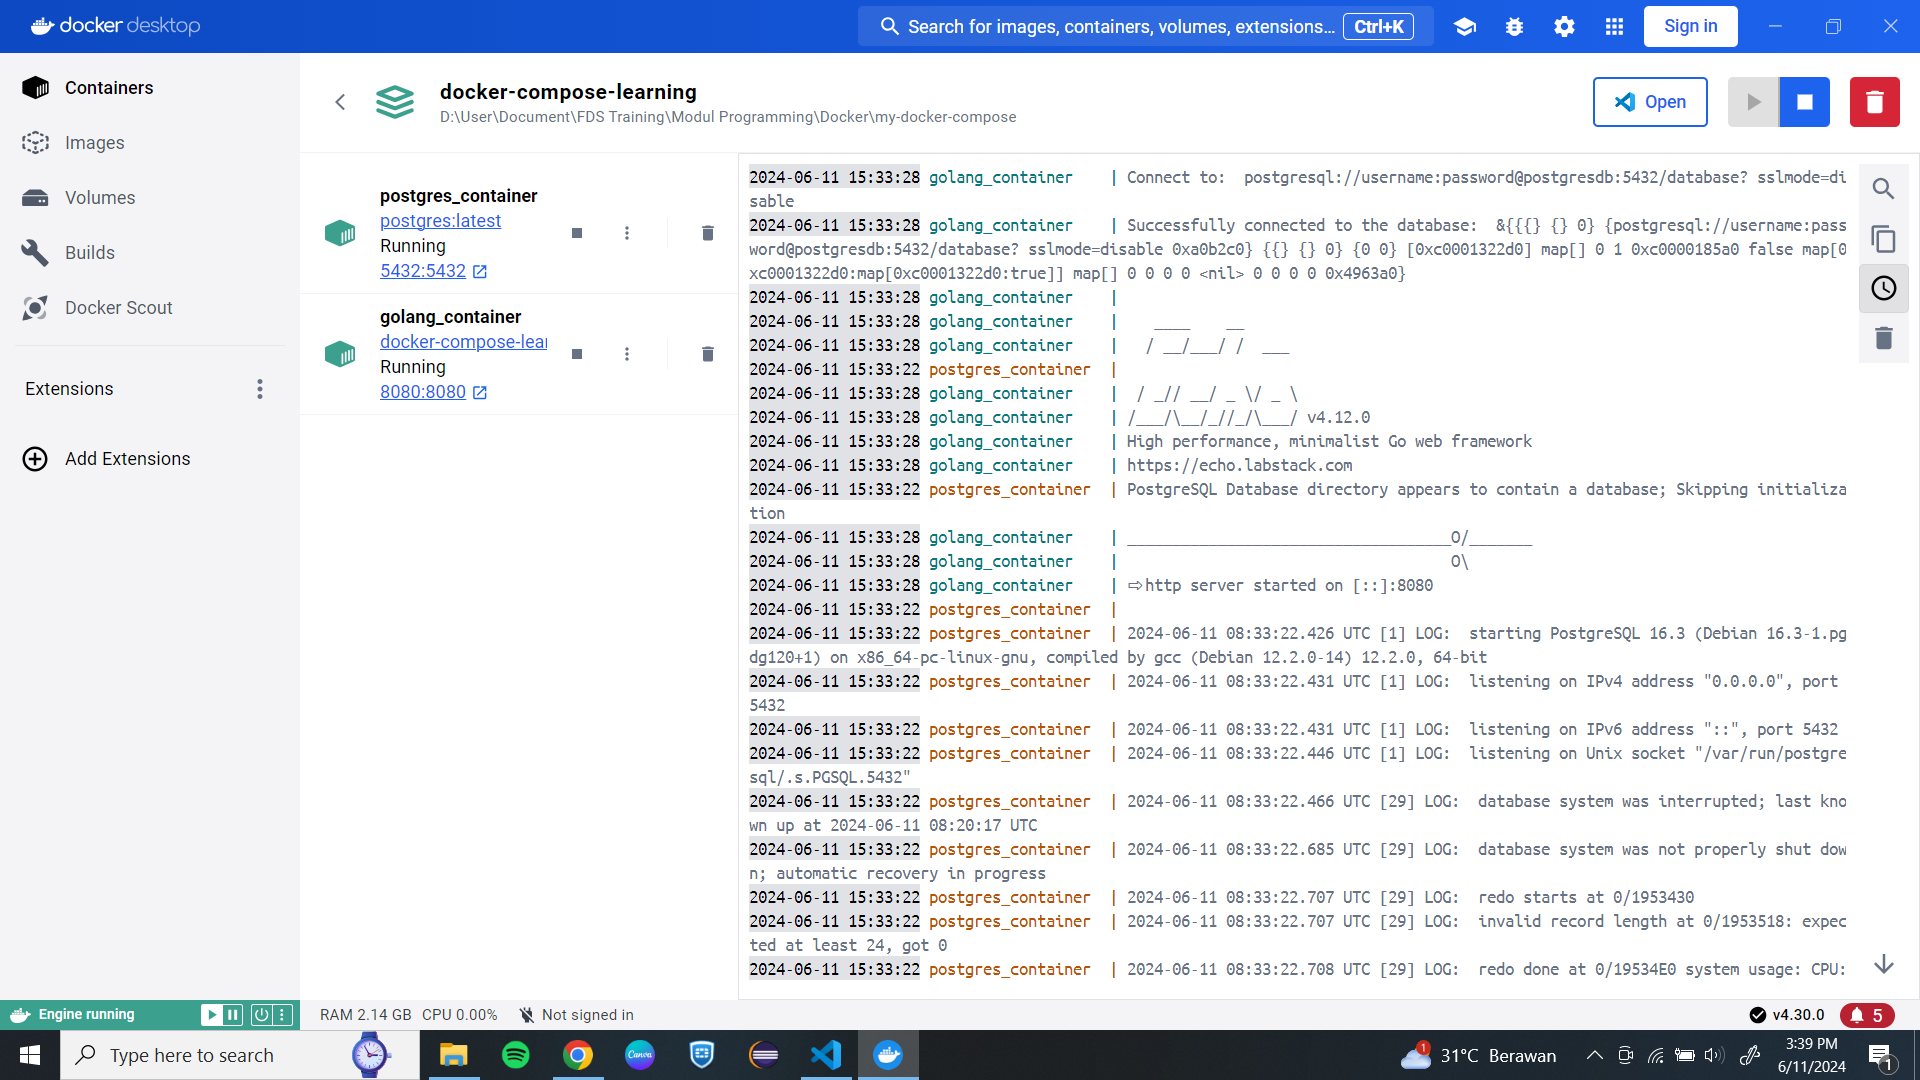 docker desktop
Search for images, containers, volumes, extensions... Ctrl+K
Sign in
Containers
Images
Volumes
Builds
Docker Scout
Extensions
Add Extensions
docker-compose-learning
D:\User\Document\FDS Training\Modul Programming\Docker\my-docker-compose
Open
postgres_container
postgres:latest
Running
5432:5432
golang_container
docker-compose-lear
Running
8080:8080
2024-06-11 15:33:28 golang_container | Connect to:  postgresql://username:password@postgresdb:5432/database? sslmode=di
sable
2024-06-11 15:33:28 golang_container | Successfully connected to the database:  &{{{} {} 0} {postgresql://username:pass
word@postgresdb:5432/database? sslmode=disable 0xa0b2c0} {{} {} 0} {0 0} [0xc0001322d0] map[] 0 1 0xc0000185a0 false map[0
xc0001322d0:map[0xc0001322d0:true]] map[] 0 0 0 0 <nil> 0 0 0 0 0x4963a0}
2024-06-11 15:33:28 golang_container |
2024-06-11 15:33:28 golang_container |    ____    __
2024-06-11 15:33:28 golang_container |   / __/___/ /  ___
2024-06-11 15:33:28 postgres_container |
2024-06-11 15:33:28 golang_container |  / _// __/ _ \/ _ \
2024-06-11 15:33:28 golang_container | /___/\__/_//_/\___/ v4.12.0
2024-06-11 15:33:28 golang_container | High performance, minimalist Go web framework
2024-06-11 15:33:28 golang_container | https://echo.labstack.com
2024-06-11 15:33:22 postgres_container | PostgreSQL Database directory appears to contain a database; Skipping initializa
tion
2024-06-11 15:33:28 golang_container | ____________________________________O/_______
2024-06-11 15:33:28 golang_container |                                     O\
2024-06-11 15:33:28 golang_container | ⇨ http server started on [::]:8080
2024-06-11 15:33:22 postgres_container |
2024-06-11 15:33:22 postgres_container | 2024-06-11 08:33:22.426 UTC [1] LOG:  starting PostgreSQL 16.3 (Debian 16.3-1.pg
dg120+1) on x86_64-pc-linux-gnu, compiled by gcc (Debian 12.2.0-14) 12.2.0, 64-bit
2024-06-11 15:33:22 postgres_container | 2024-06-11 08:33:22.431 UTC [1] LOG:  listening on IPv4 address "0.0.0.0", port
5432
2024-06-11 15:33:22 postgres_container | 2024-06-11 08:33:22.431 UTC [1] LOG:  listening on IPv6 address "::", port 5432
2024-06-11 15:33:22 postgres_container | 2024-06-11 08:33:22.446 UTC [1] LOG:  listening on Unix socket "/var/run/postgre
sql/.s.PGSQL.5432"
2024-06-11 15:33:22 postgres_container | 2024-06-11 08:33:22.466 UTC [29] LOG:  database system was interrupted; last kno
wn up at 2024-06-11 08:20:17 UTC
2024-06-11 15:33:22 postgres_container | 2024-06-11 08:33:22.685 UTC [29] LOG:  database system was not properly shut dow
n; automatic recovery in progress
2024-06-11 15:33:22 postgres_container | 2024-06-11 08:33:22.707 UTC [29] LOG:  redo starts at 0/1953430
2024-06-11 15:33:22 postgres_container | 2024-06-11 08:33:22.707 UTC [29] LOG:  invalid record length at 0/1953518: expec
ted at least 24, got 0
2024-06-11 15:33:22 postgres_container | 2024-06-11 08:33:22.708 UTC [29] LOG:  redo done at 0/19534E0 system usage: CPU:
Engine running
RAM 2.14 GB CPU 0.00% Not signed in
v4.30.0
5
Type here to search
Canva
1
31°C Berawan
3:39 PM
6/11/2024
1